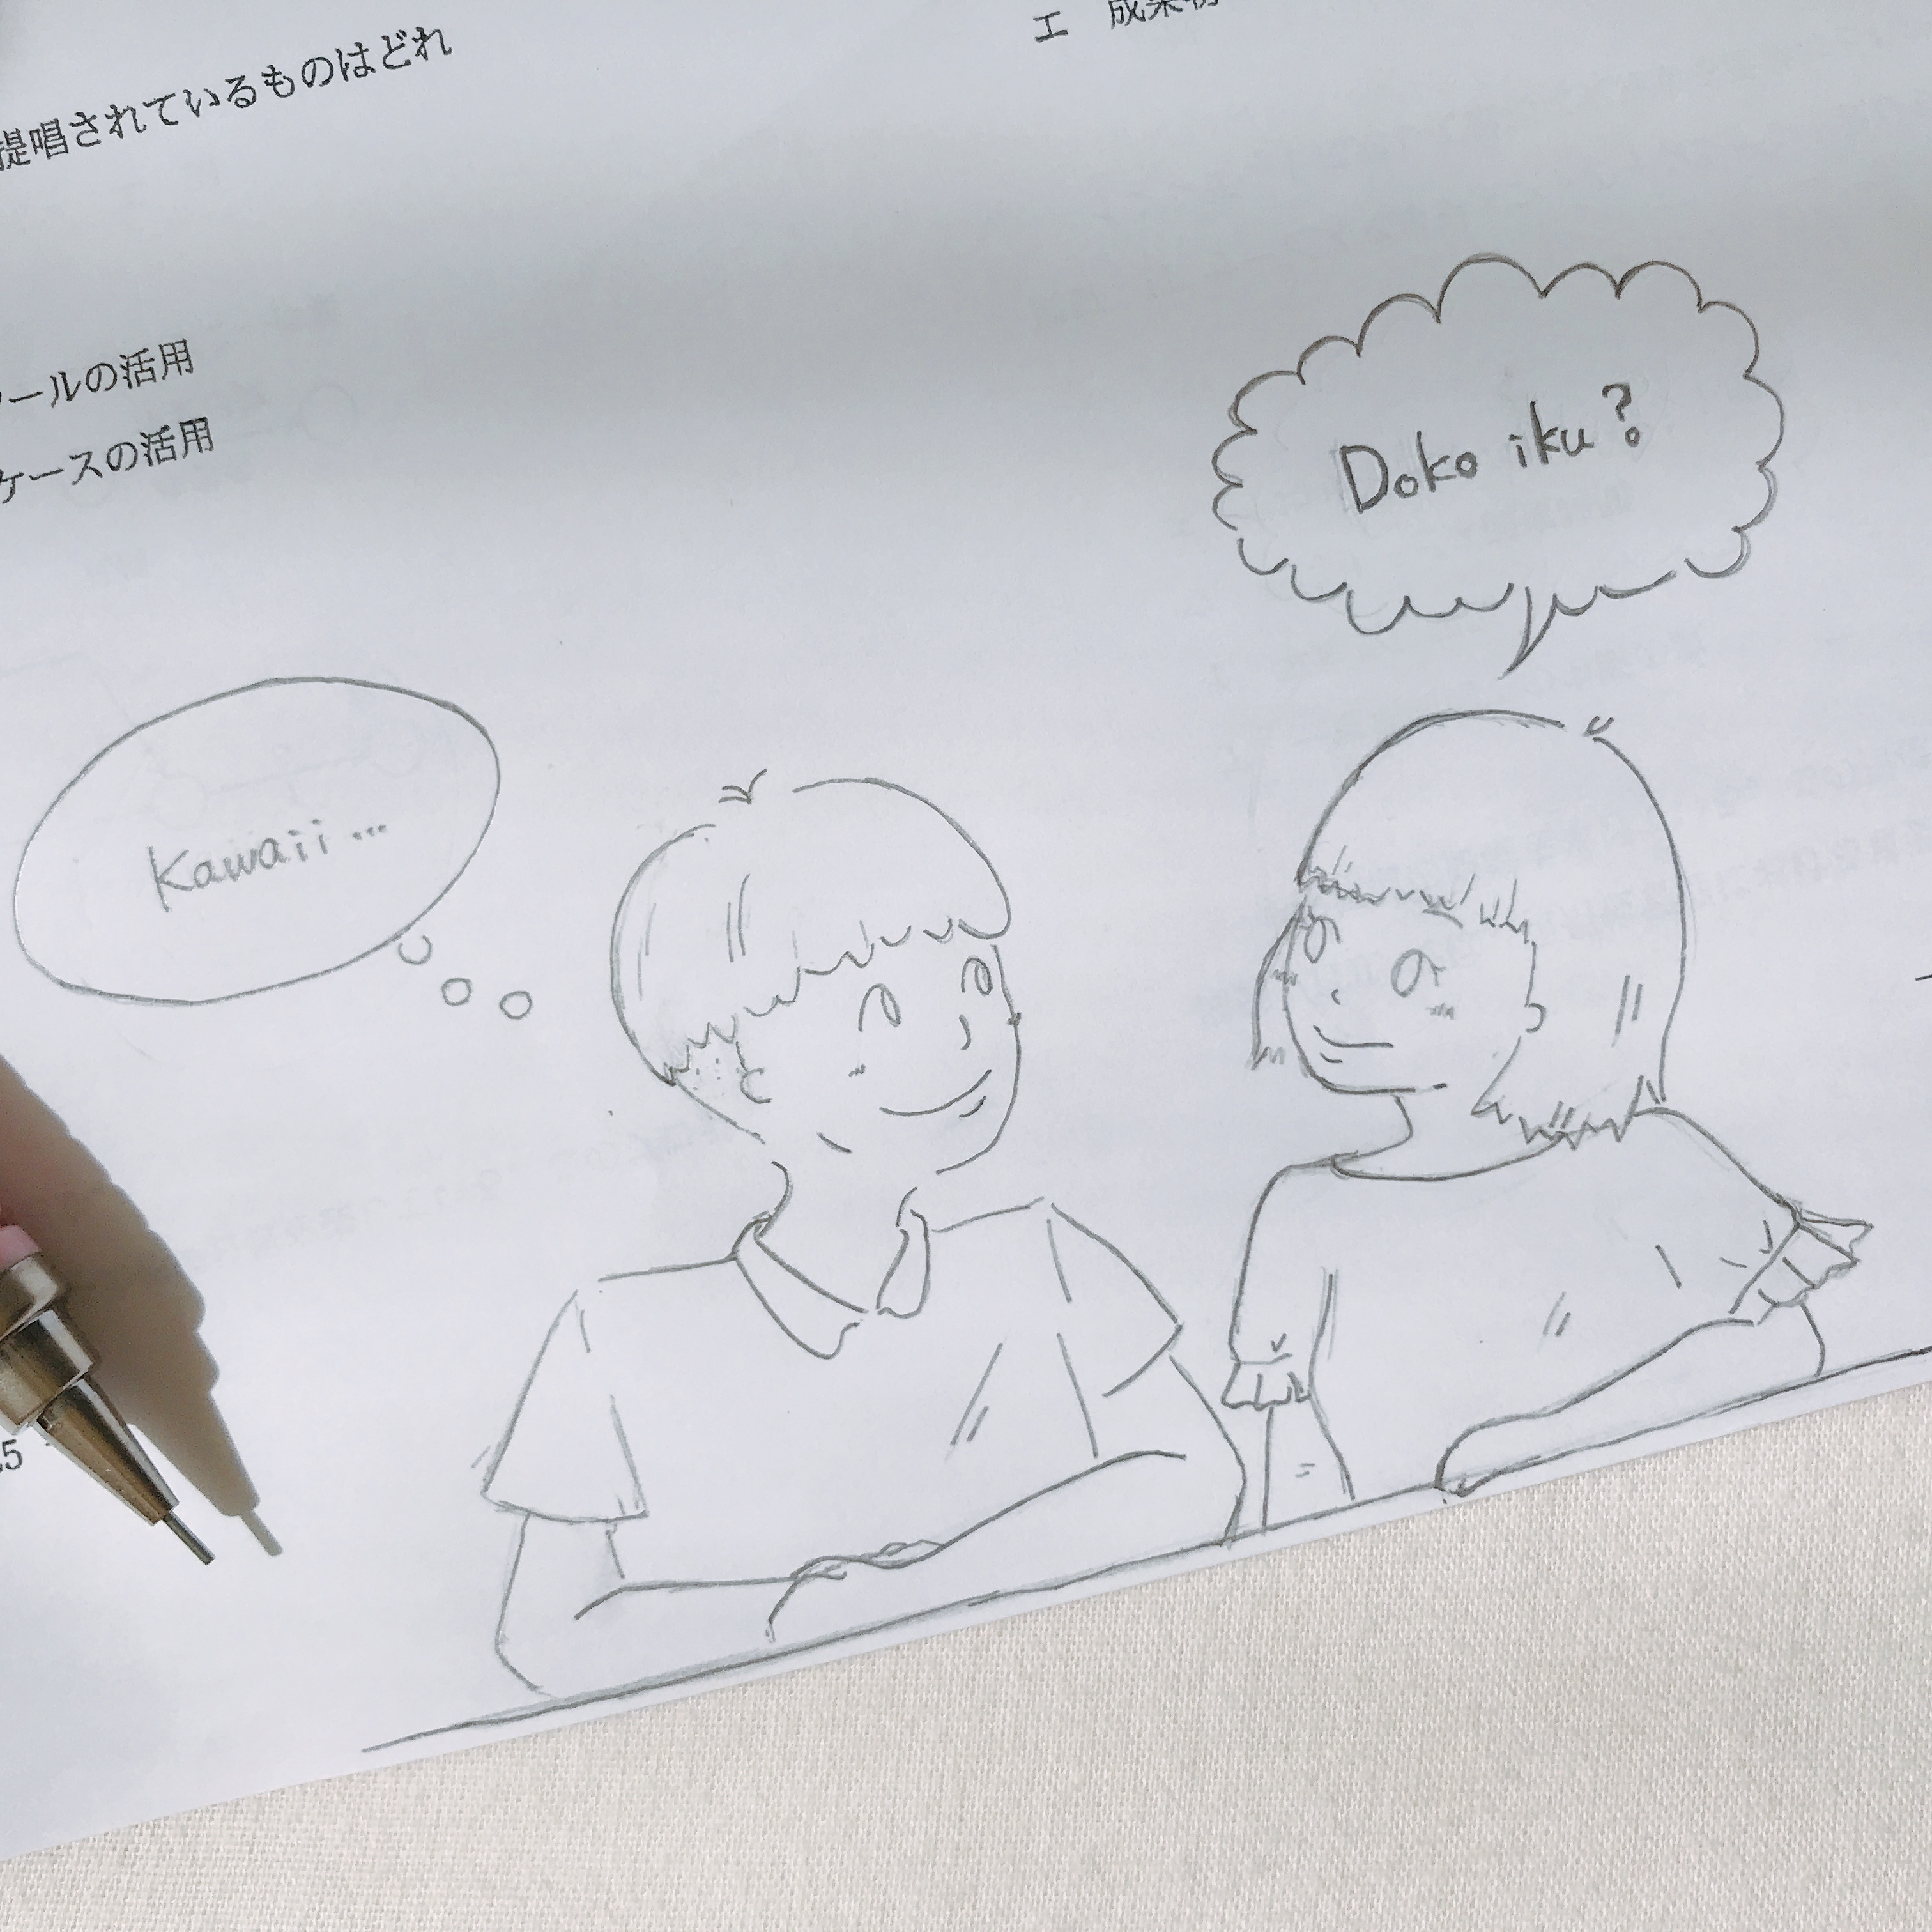 提唱されているものはどれ
エ 成果物
ールの活用
ケースの活用
Doko iku?
Kawaii...
.5